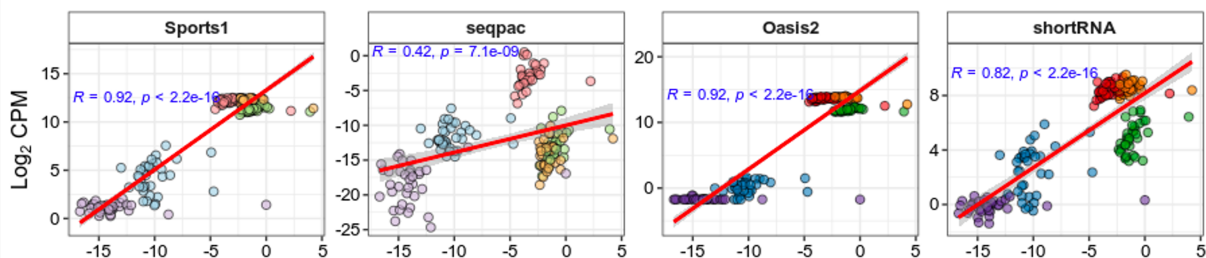 Sports1 seqpac Oasis2 shortRNA
Log₂ CPM
R = 0.92, p < 2.2e-16
15
10
5
0
-15 -10 -5 0 5
R = 0.42, p = 7.1e-09
0
-5
-10
-15
-20
-25
-15 -10 -5 0 5
R = 0.92, p < 2.2e-16
20
10
0
-15 -10 -5 0 5
R = 0.82, p < 2.2e-16
8
4
0
-15 -10 -5 0 5